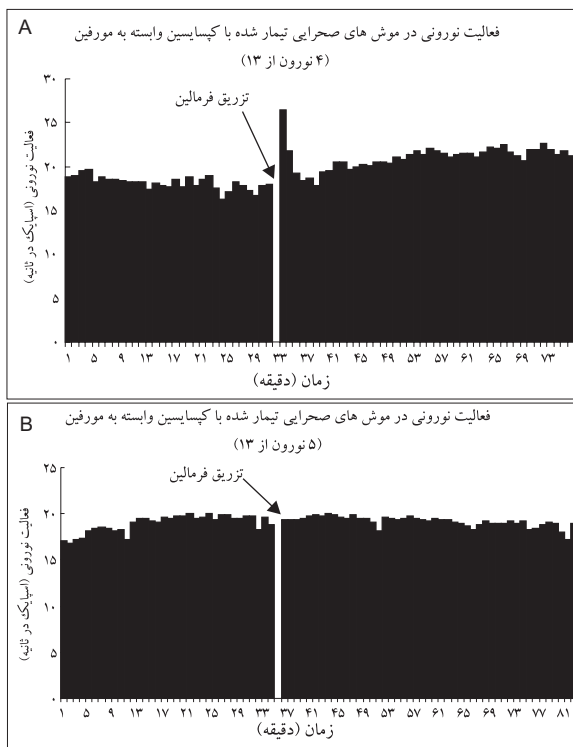 A
فعالیت نورونی در موش های صحرایی تیمار شده با کپسایسین وابسته به مورفین
(۴ نورون از ۱۳)
تزریق فرمالین
فعالیت نورونی (اسپایک در ثانیه)
۳۰
۲۵
۲۰
۱۵
۱۰
۵
۰
۱ ۵ ۹ ۱۳ ۱۷ ۲۱ ۲۵ ۲۹ ۳۳ ۳۷ ۴۱ ۴۵ ۴۹ ۵۳ ۵۷ ۶۱ ۶۵ ۶۹ ۷۳
زمان (دقیقه)
B
فعالیت نورونی در موش های صحرایی تیمار شده با کپسایسین وابسته به مورفین
(۵ نورون از ۱۳)
تزریق فرمالین
فعالیت نورونی (اسپایک در ثانیه)
۲۵
۲۰
۱۵
۱۰
۵
۰
۱ ۵ ۹ ۱۳ ۱۷ ۲۱ ۲۵ ۲۹ ۳۳ ۳۷ ۴۱ ۴۵ ۴۹ ۵۳ ۵۷ ۶۱ ۶۵ ۶۹ ۷۳ ۷۷ ۸۱
زمان (دقیقه)